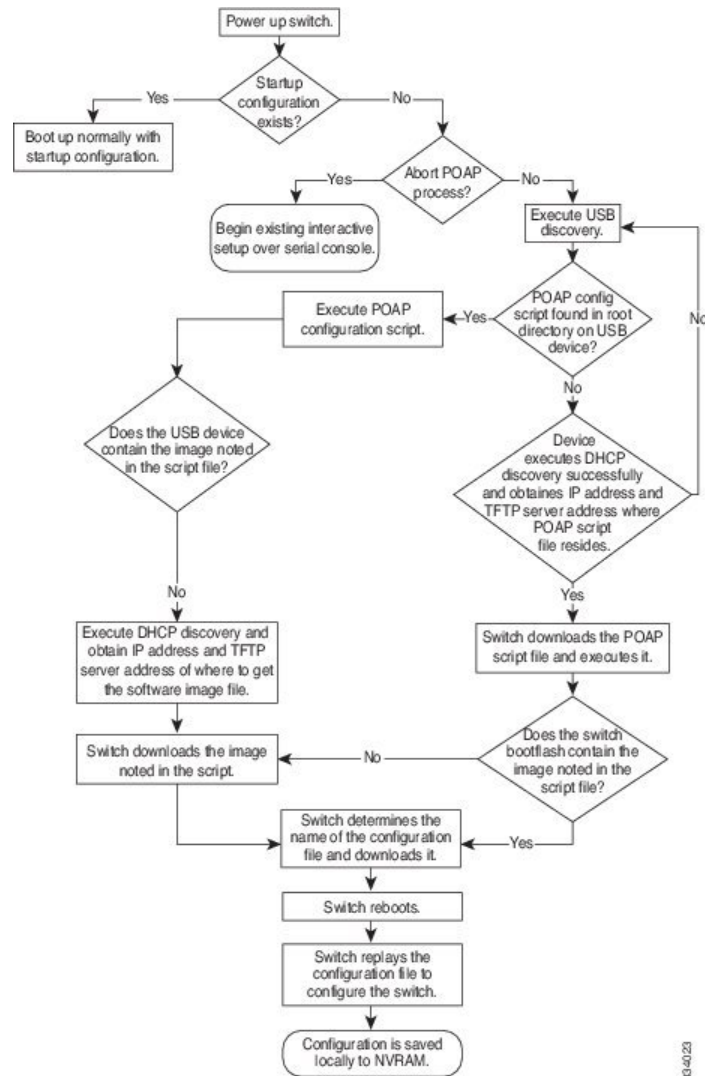 Power up switch.
Startup
configuration
exists?
Yes
No
Boot up normally with
startup configuration.
Abort POAP
process?
Yes
No
Begin existing interactive
setup over serial console.
Execute USB
discovery.
POAP config
script found in root
directory on USB
device?
Yes
No
No
Execute POAP
configuration script.
Does the USB device
contain the image noted
in the script file?
Device
executes DHCP
discovery successfully
and obtaines IP address and
TFTP server address where
POAP script
file resides.
No
Yes
Execute DHCP discovery and
obtain IP address and TFTP
server address of where to get
the software image file.
Switch downloads the POAP
script file and executes it.
Switch downloads the image
noted in the script.
No
Does the switch
bootflash contain the
image noted in the
script file?
Yes
Switch determines the
name of the configuration
file and downloads it.
Switch reboots.
Switch replays the
configuration file to
configure the switch.
Configuration is saved
locally to NVRAM.